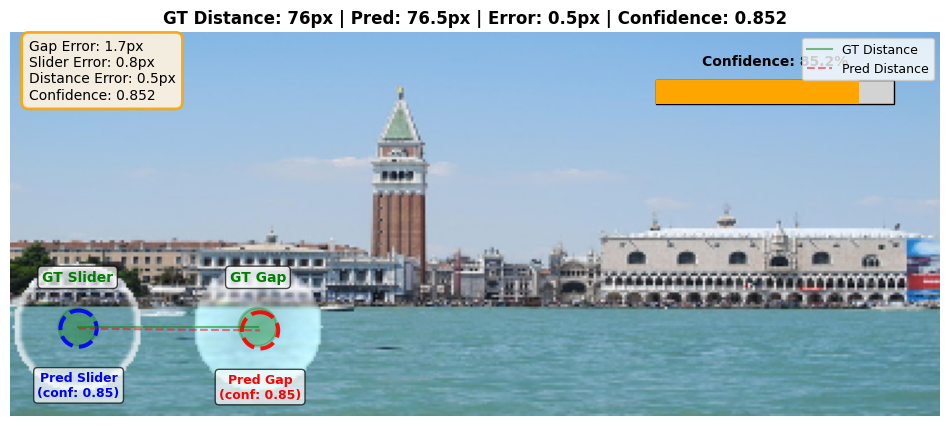 GT Distance: 76px | Pred: 76.5px | Error: 0.5px | Confidence: 0.852
Gap Error: 1.7px
Slider Error: 0.8px
Distance Error: 0.5px
Confidence: 0.852
Confidence: 85.2%
GT Distance
Pred Distance
GT Slider
GT Gap
Pred Slider
(conf: 0.85)
Pred Gap
(conf: 0.85)